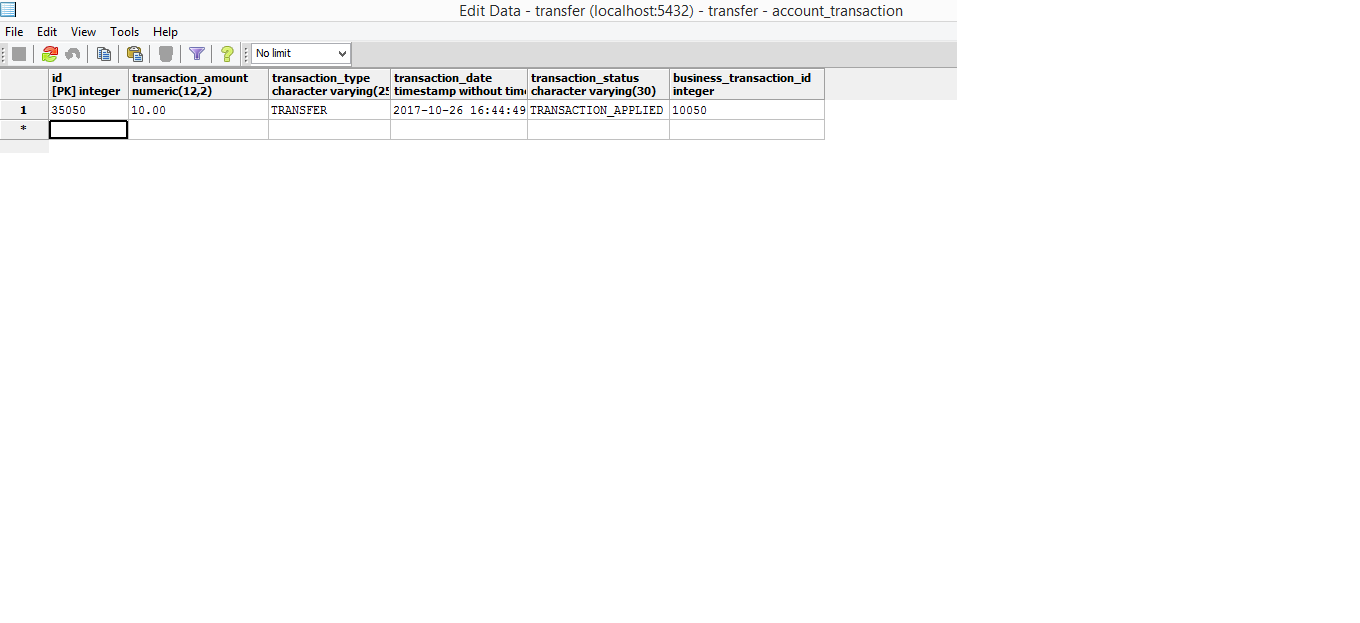 Edit Data - transfer (localhost:5432) - transfer - account_transaction
File Edit View Tools Help
No limit
id transaction_amount transaction_type transaction_date transaction_status business_transaction_id
[PK] integer numeric(12,2) character varying(25 timestamp without time character varying(30) integer
1 35050 10.00 TRANSFER 2017-10-26 16:44:49 TRANSACTION_APPLIED 10050
*